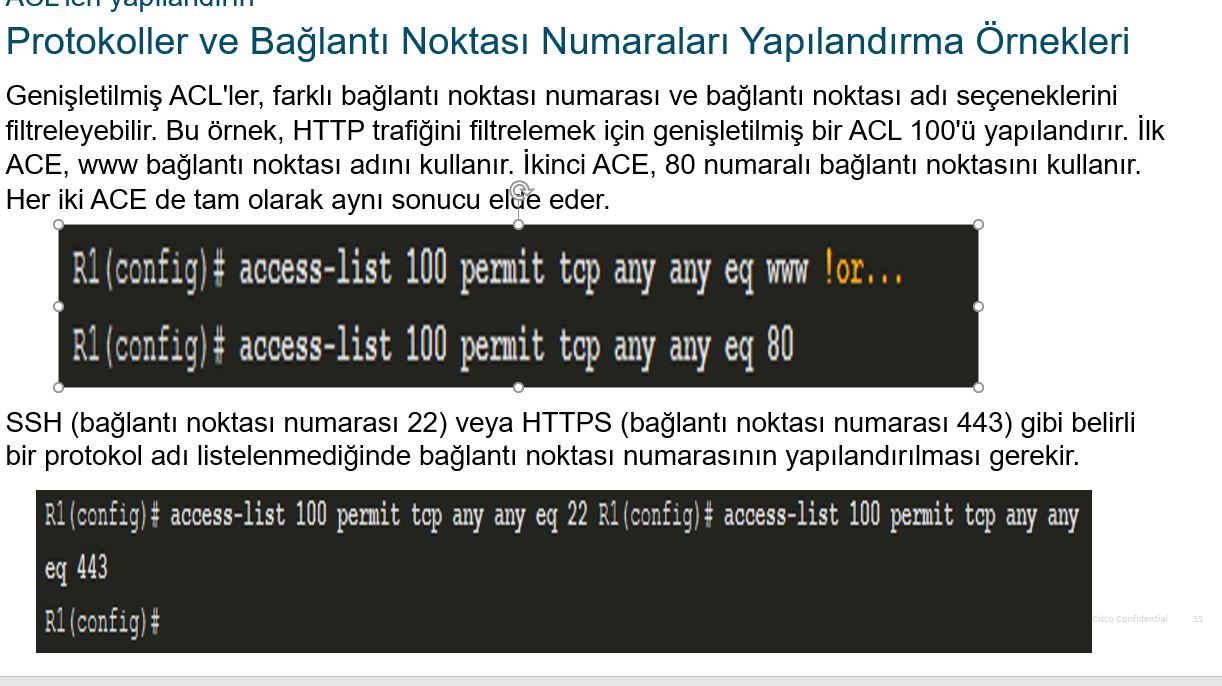 ACL'leri yapılandırın
Protokoller ve Bağlantı Noktası Numaraları Yapılandırma Örnekleri
Genişletilmiş ACL'ler, farklı bağlantı noktası numarası ve bağlantı noktası adı seçeneklerini
filtreleyebilir. Bu örnek, HTTP trafiğini filtrelemek için genişletilmiş bir ACL 100'ü yapılandırır. İlk
ACE, www bağlantı noktası adını kullanır. İkinci ACE, 80 numaralı bağlantı noktasını kullanır.
Her iki ACE de tam olarak aynı sonucu elde eder.
R1(config)# access-list 100 permit tcp any any eq www !or...
R1(config)# access-list 100 permit tcp any any eq 80
SSH (bağlantı noktası numarası 22) veya HTTPS (bağlantı noktası numarası 443) gibi belirli
bir protokol adı listelenmediğinde bağlantı noktası numarasının yapılandırılması gerekir.
R1(config)# access-list 100 permit tcp any any eq 22 R1(config)# access-list 100 permit tcp any any
eq 443
R1(config)#
Cisco Confidential 35